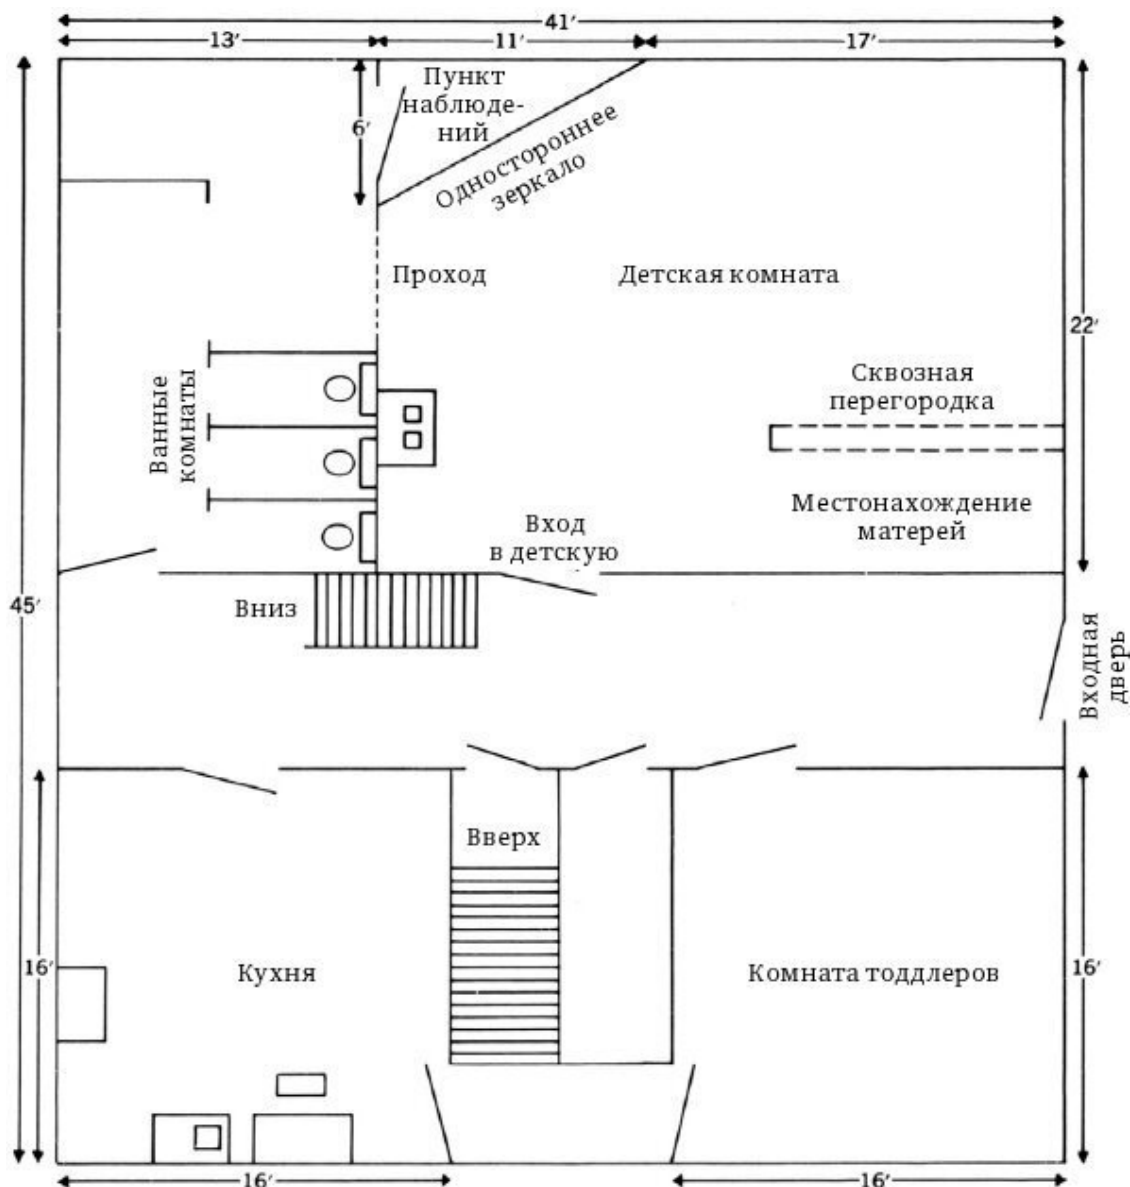 41′
13′
11′
17′
Пункт
наблюде-
ний
6′
Одностороннее
зеркало
Проход
Детская комната
22′
Сквозная
перегородка
Ванные
комнаты
Местонахождение
матерей
Вход
в детскую
45′
Вниз
Входная
дверь
Вверх
16′
Кухня
Комната тоддлеров
16′
16′
16′